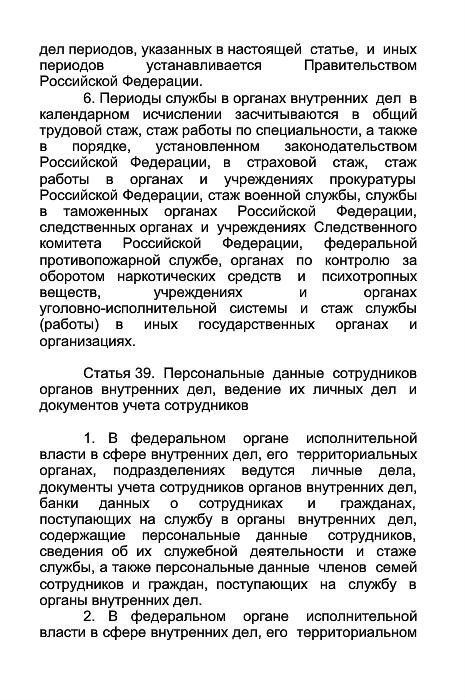 дел периодов, указанных в настоящей статье, и иных
периодов устанавливается Правительством
Российской Федерации.
6. Периоды службы в органах внутренних дел в
календарном исчислении засчитываются в общий
трудовой стаж, стаж работы по специальности, а также
в порядке, установленном законодательством
Российской Федерации, в страховой стаж, стаж
работы в органах и учреждениях прокуратуры
Российской Федерации, стаж военной службы, службы
в таможенных органах Российской Федерации,
следственных органах и учреждениях Следственного
комитета Российской Федерации, федеральной
противопожарной службе, органах по контролю за
оборотом наркотических средств и психотропных
веществ, учреждениях и органах
уголовно-исполнительной системы и стаж службы
(работы) в иных государственных органах и
организациях.
Статья 39. Персональные данные сотрудников
органов внутренних дел, ведение их личных дел и
документов учета сотрудников
1. В федеральном органе исполнительной
власти в сфере внутренних дел, его территориальных
органах, подразделениях ведутся личные дела,
документы учета сотрудников органов внутренних дел,
банки данных о сотрудниках и гражданах,
поступающих на службу в органы внутренних дел,
содержащие персональные данные сотрудников,
сведения об их служебной деятельности и стаже
службы, а также персональные данные членов семей
сотрудников и граждан, поступающих на службу в
органы внутренних дел.
2. В федеральном органе исполнительной
власти в сфере внутренних дел, его территориальном